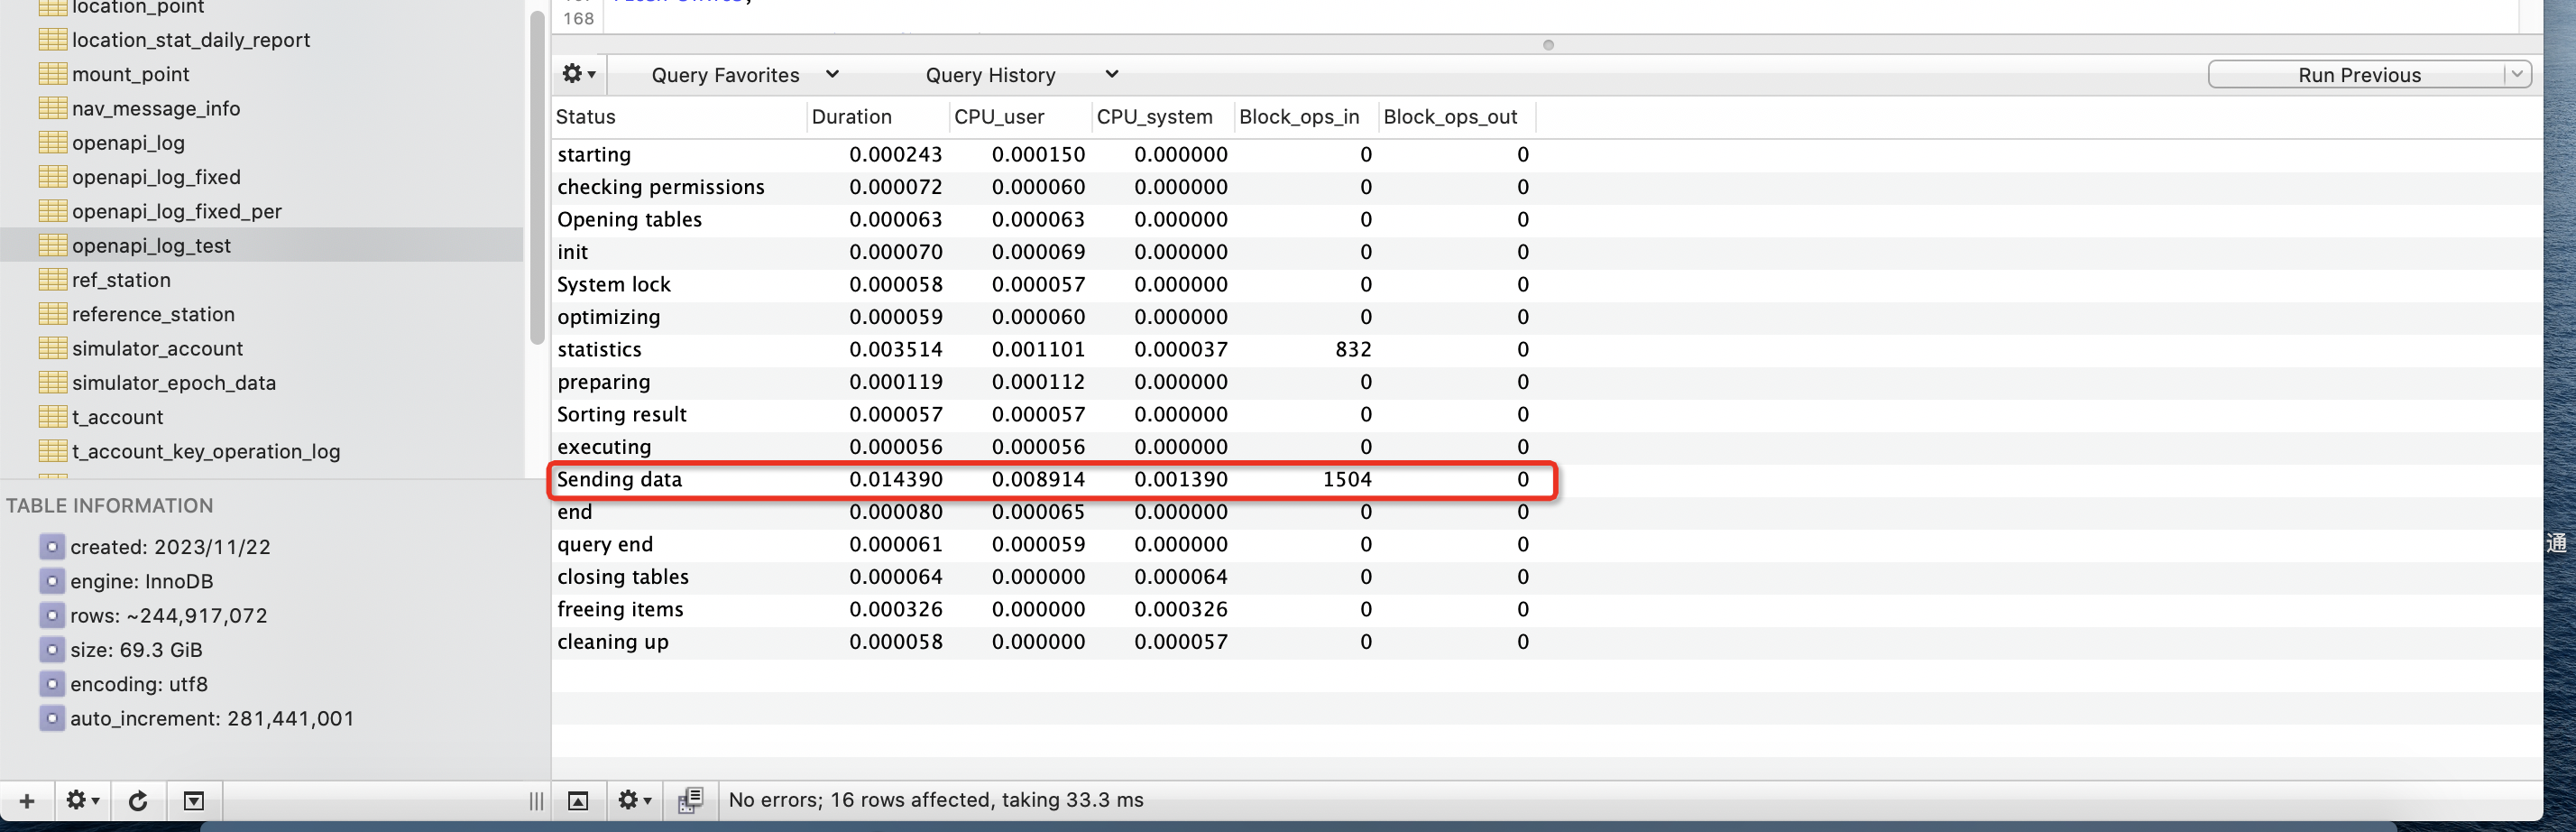 location_point
location_stat_daily_report
mount_point
nav_message_info
openapi_log
openapi_log_fixed
openapi_log_fixed_per
openapi_log_test
ref_station
reference_station
simulator_account
simulator_epoch_data
t_account
t_account_key_operation_log
TABLE INFORMATION
created: 2023/11/22
engine: InnoDB
rows: ~244,917,072
size: 69.3 GiB
encoding: utf8
auto_increment: 281,441,001
168
Query Favorites Query History Run Previous
Status Duration CPU_user CPU_system Block_ops_in Block_ops_out
starting 0.000243 0.000150 0.000000 0 0
checking permissions 0.000072 0.000060 0.000000 0 0
Opening tables 0.000063 0.000063 0.000000 0 0
init 0.000070 0.000069 0.000000 0 0
System lock 0.000058 0.000057 0.000000 0 0
optimizing 0.000059 0.000060 0.000000 0 0
statistics 0.003514 0.001101 0.000037 832 0
preparing 0.000119 0.000112 0.000000 0 0
Sorting result 0.000057 0.000057 0.000000 0 0
executing 0.000056 0.000056 0.000000 0 0
Sending data 0.014390 0.008914 0.001390 1504 0
end 0.000080 0.000065 0.000000 0 0
query end 0.000061 0.000059 0.000000 0 0
closing tables 0.000064 0.000000 0.000064 0 0
freeing items 0.000326 0.000000 0.000326 0 0
cleaning up 0.000058 0.000000 0.000057 0 0
No errors; 16 rows affected, taking 33.3 ms
通